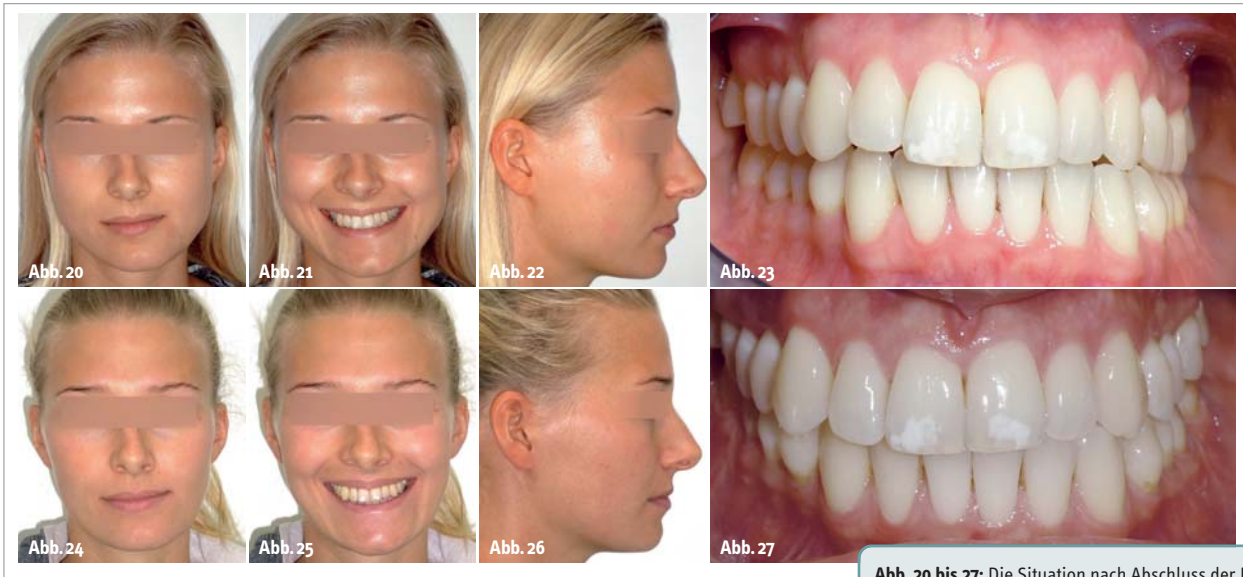 Abb. 20
Abb. 21
Abb. 22
Abb. 23
Abb. 24
Abb. 25
Abb. 26
Abb. 27
Abb. 20 bis 27: Die Situation nach Abschluss der